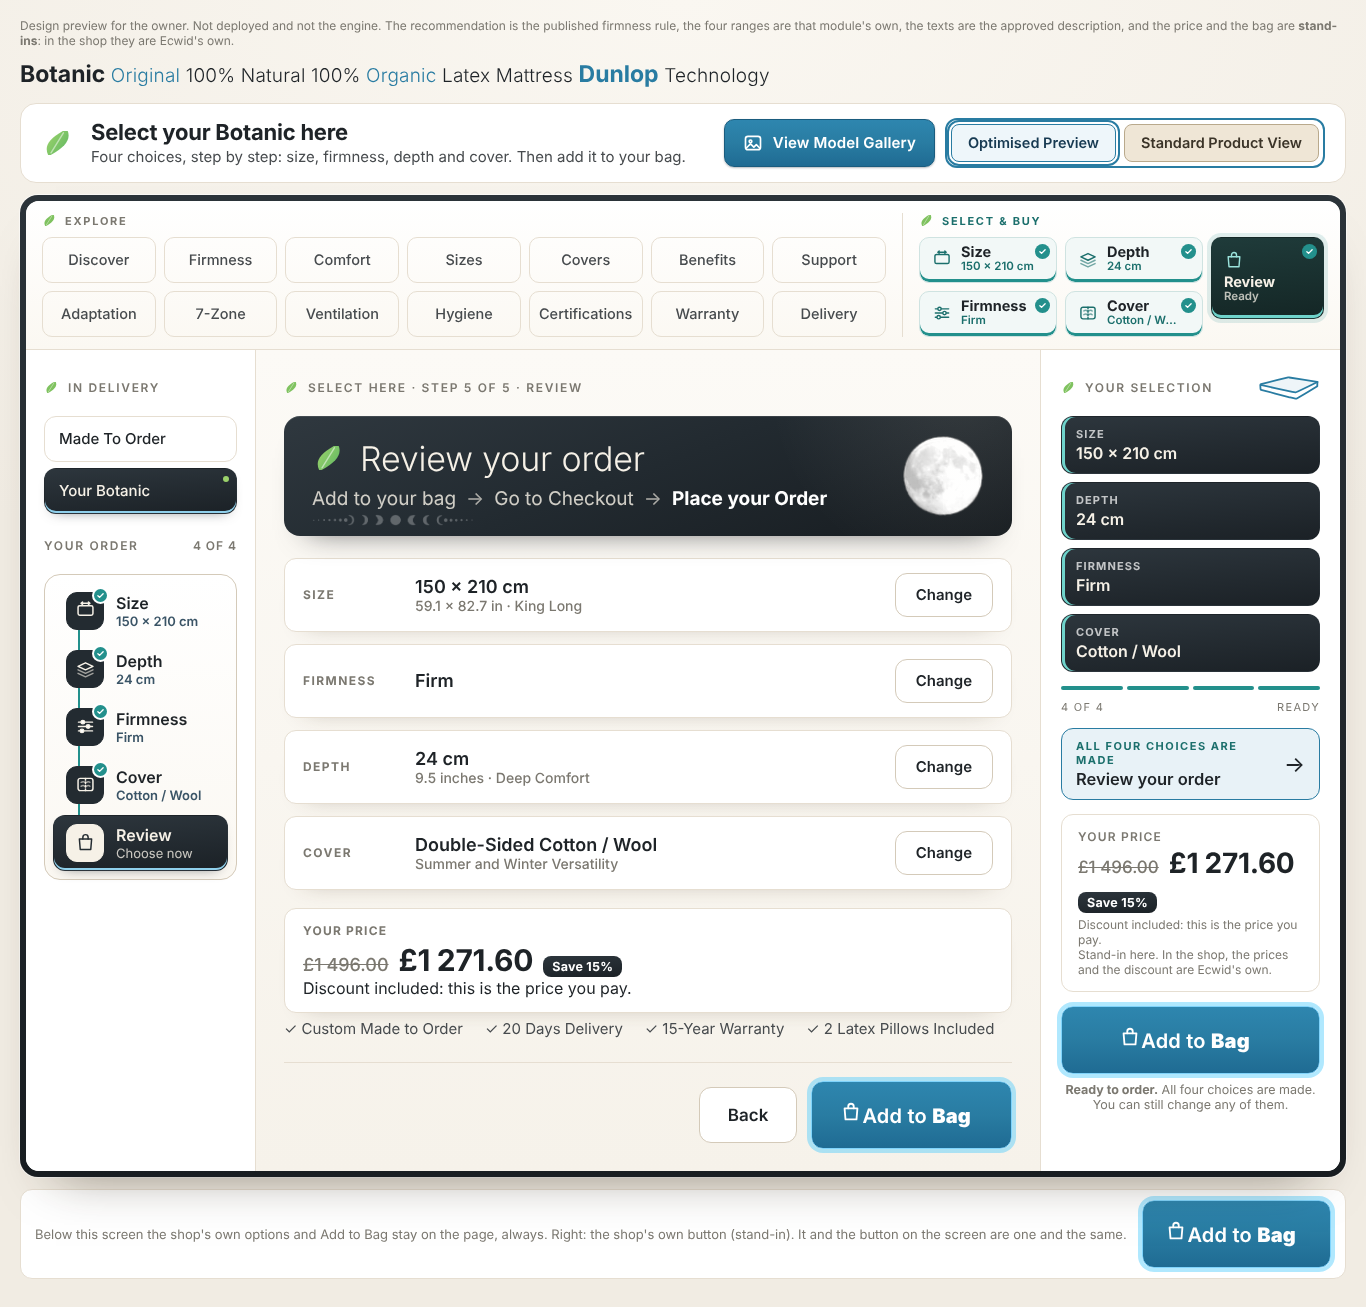 Design preview for the owner. Not deployed and not the engine. The recommendation is the published firmness rule, the four ranges are that module's own, the texts are the approved description, and the price and the bag are stand-
ins: in the shop they are Ecwid's own.
Botanic Original 100% Natural 100% Organic Latex Mattress Dunlop Technology
Select your Botanic here
Four choices, step by step: size, firmness, depth and cover. Then add it to your bag.
View Model Gallery
Optimised Preview
Standard Product View
EXPLORE
Discover
Firmness
Comfort
Sizes
Covers
Benefits
Support
Adaptation
7-Zone
Ventilation
Hygiene
Certifications
Warranty
Delivery
SELECT & BUY
Size
150 × 210 cm
Depth
24 cm
Firmness
Firm
Cover
Cotton / W...
Review
Ready
IN DELIVERY
Made To Order
Your Botanic
YOUR ORDER
4 OF 4
Size
150 × 210 cm
Depth
24 cm
Firmness
Firm
Cover
Cotton / Wool
Review
Choose now
SELECT HERE · STEP 5 OF 5 · REVIEW
Review your order
Add to your bag → Go to Checkout → Place your Order
SIZE
150 × 210 cm
59.1 × 82.7 in · King Long
Change
FIRMNESS
Firm
Change
DEPTH
24 cm
9.5 inches · Deep Comfort
Change
COVER
Double-Sided Cotton / Wool
Summer and Winter Versatility
Change
YOUR PRICE
£1 496.00 £1 271.60 Save 15%
Discount included: this is the price you pay.
✓ Custom Made to Order ✓ 20 Days Delivery ✓ 15-Year Warranty ✓ 2 Latex Pillows Included
Back
Add to Bag
YOUR SELECTION
SIZE
150 × 210 cm
DEPTH
24 cm
FIRMNESS
Firm
COVER
Cotton / Wool
4 OF 4
READY
ALL FOUR CHOICES ARE
MADE
Review your order →
YOUR PRICE
£1 496.00 £1 271.60
Save 15%
Discount included: this is the price you
pay.
Stand-in here. In the shop, the prices
and the discount are Ecwid's own.
Add to Bag
Ready to order. All four choices are made.
You can still change any of them.
Below this screen the shop's own options and Add to Bag stay on the page, always. Right: the shop's own button (stand-in). It and the button on the screen are one and the same.
Add to Bag